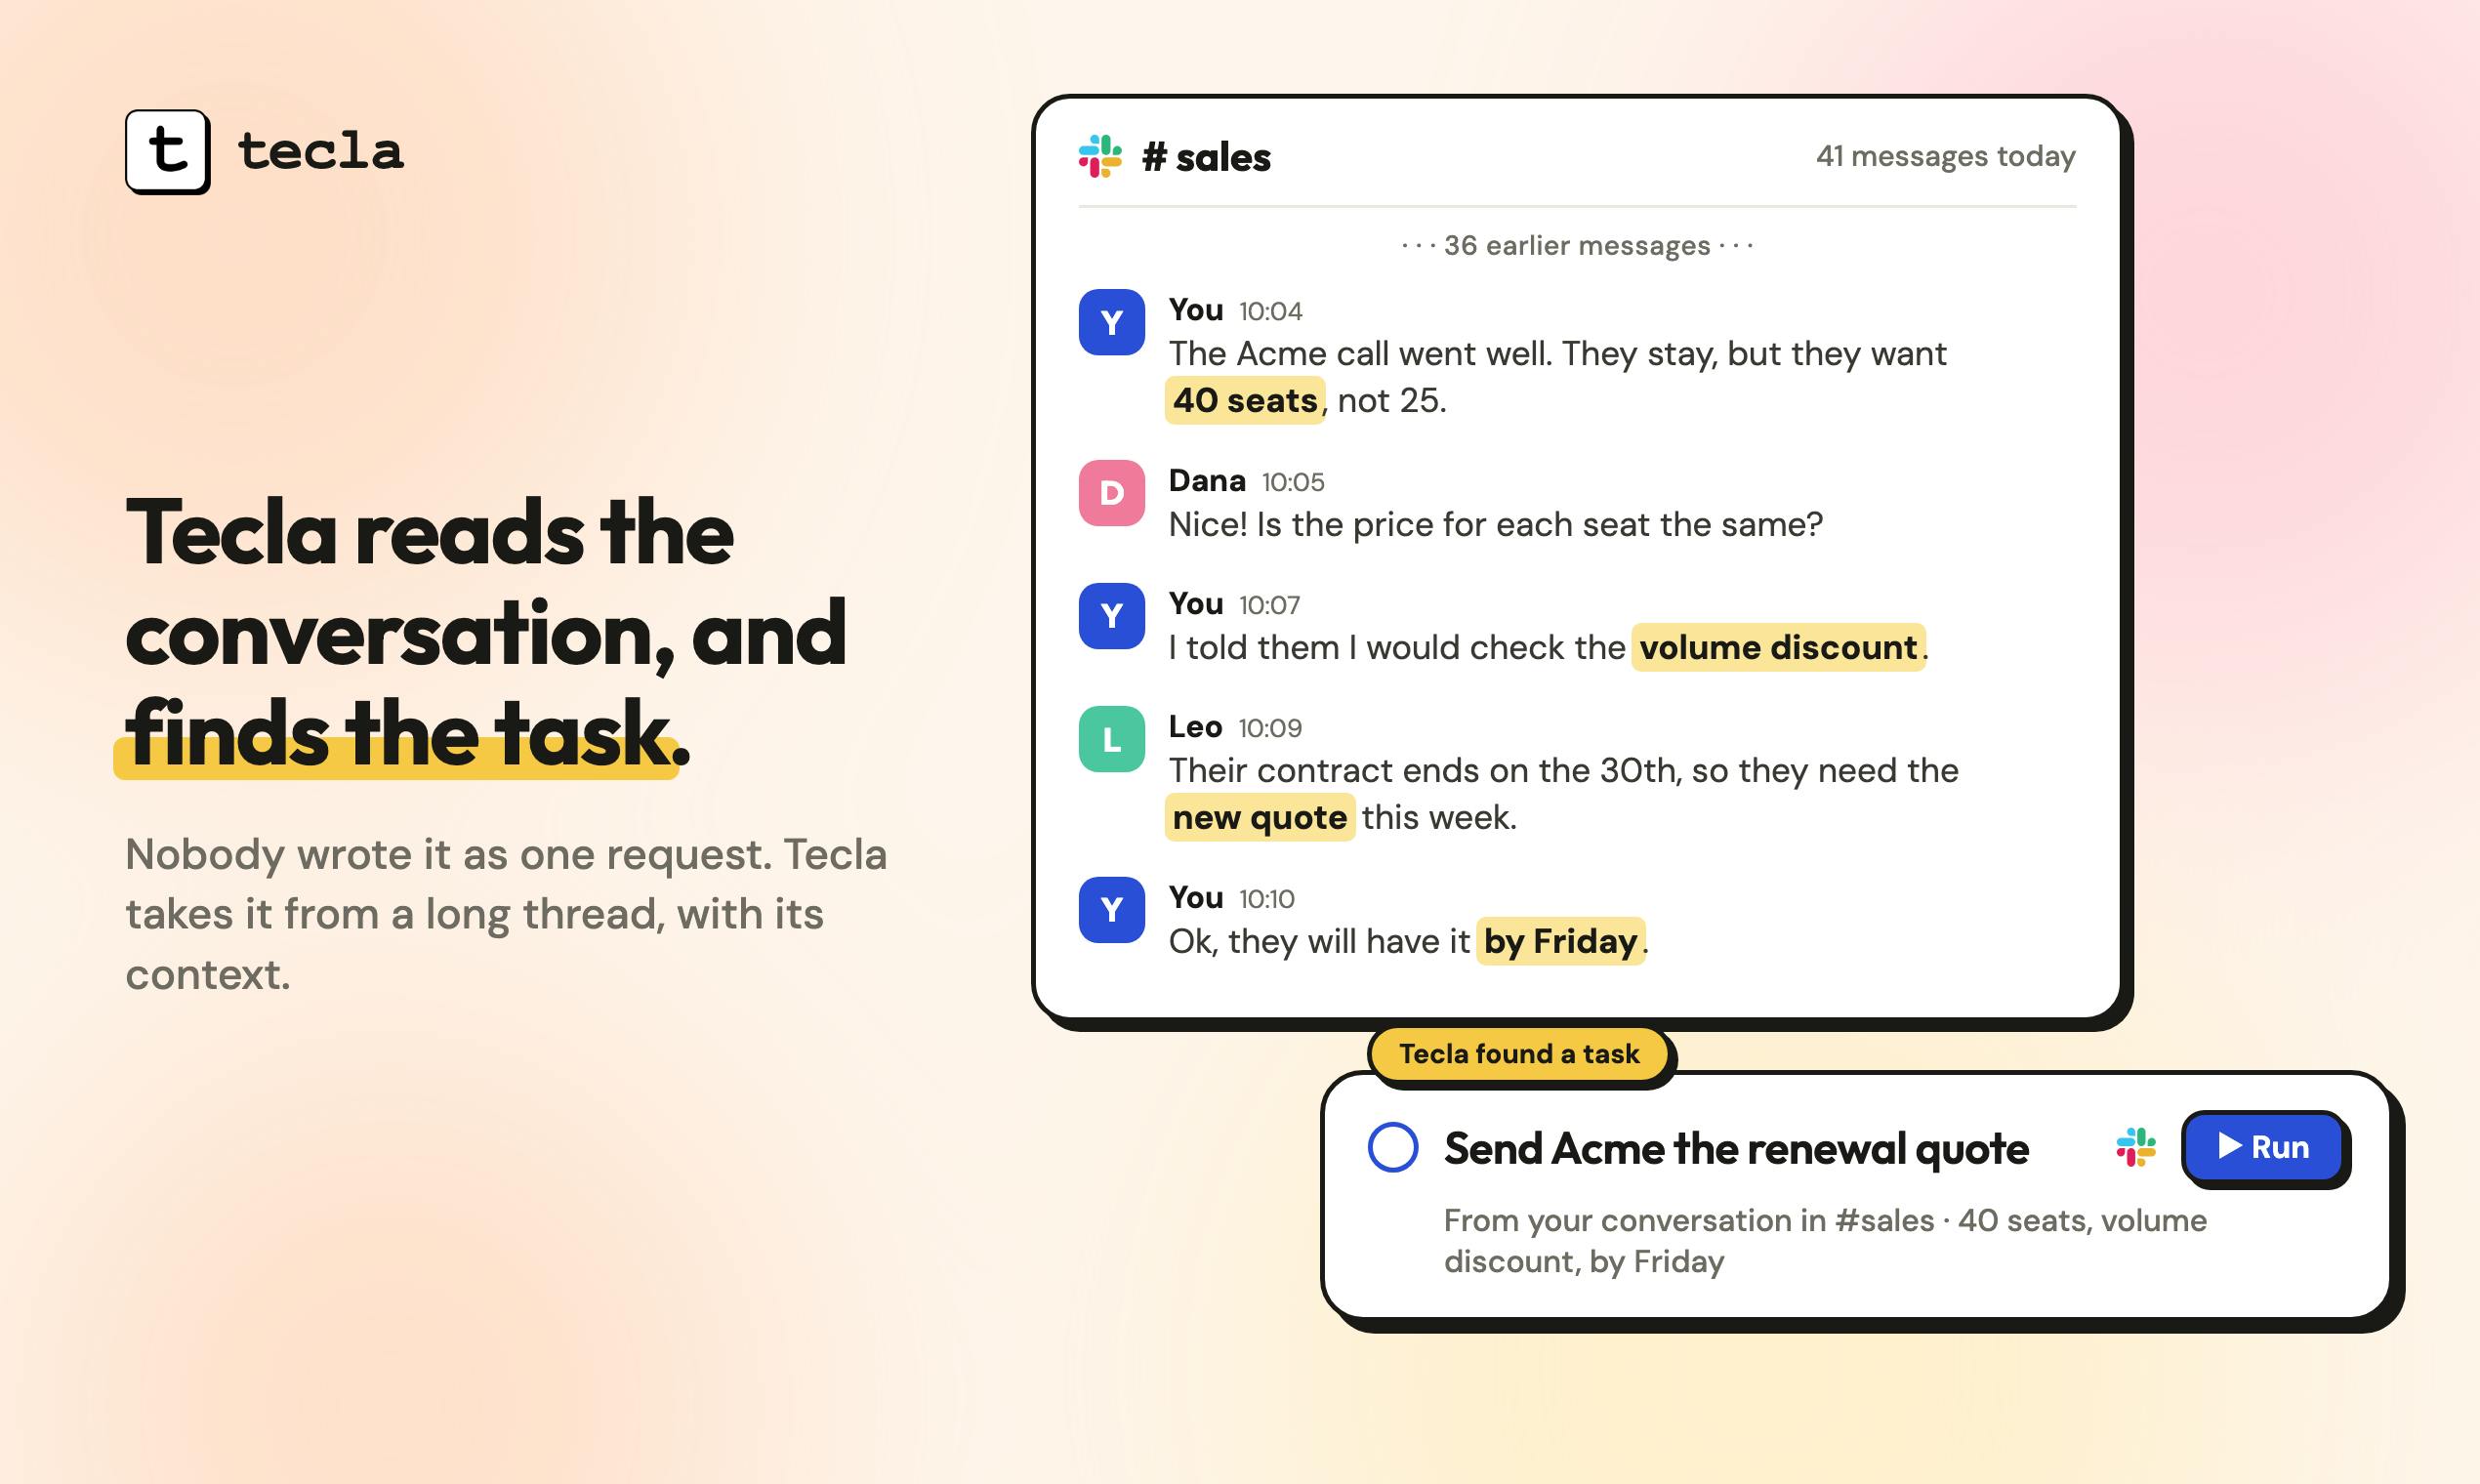 t tecla
Tecla reads the
conversation, and
finds the task.
Nobody wrote it as one request. Tecla
takes it from a long thread, with its
context.
# sales
41 messages today
··· 36 earlier messages ···
Y
You 10:04
The Acme call went well. They stay, but they want
40 seats, not 25.
D
Dana 10:05
Nice! Is the price for each seat the same?
Y
You 10:07
I told them I would check the volume discount.
L
Leo 10:09
Their contract ends on the 30th, so they need the
new quote this week.
Y
You 10:10
Ok, they will have it by Friday.
Tecla found a task
Send Acme the renewal quote
Run
From your conversation in #sales · 40 seats, volume
discount, by Friday